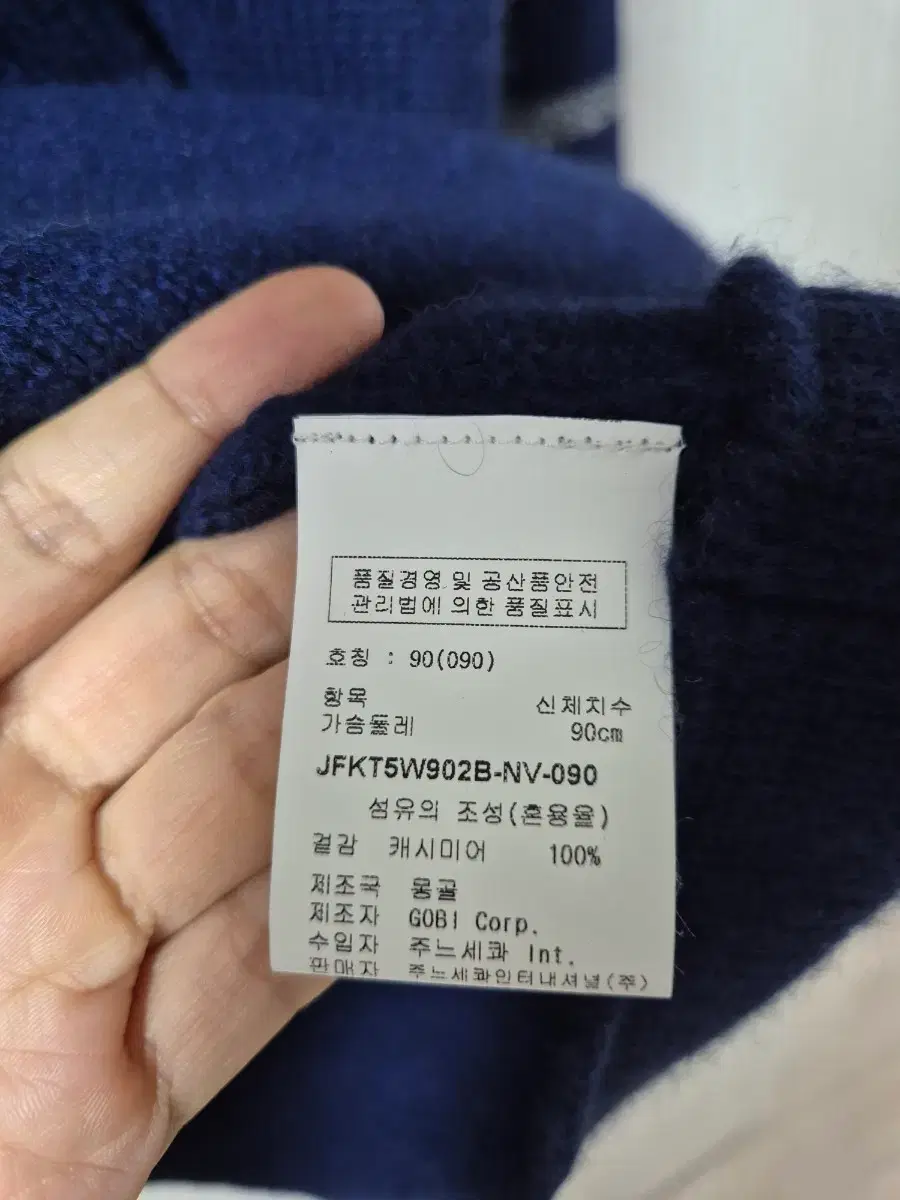 품질경영 및 공산품안전
관리법에 의한 품질표시
호칭 : 90(090)
항목 신체치수
가슴둘레 90cm
JFKT5W902B-NV-090
섬유의 조성(혼용율)
겉감 캐시미어 100%
제조국 몽골
제조자 GOBI Corp.
수입자 주느세콰 Int.
판매자 주느세콰인터내셔널(주)